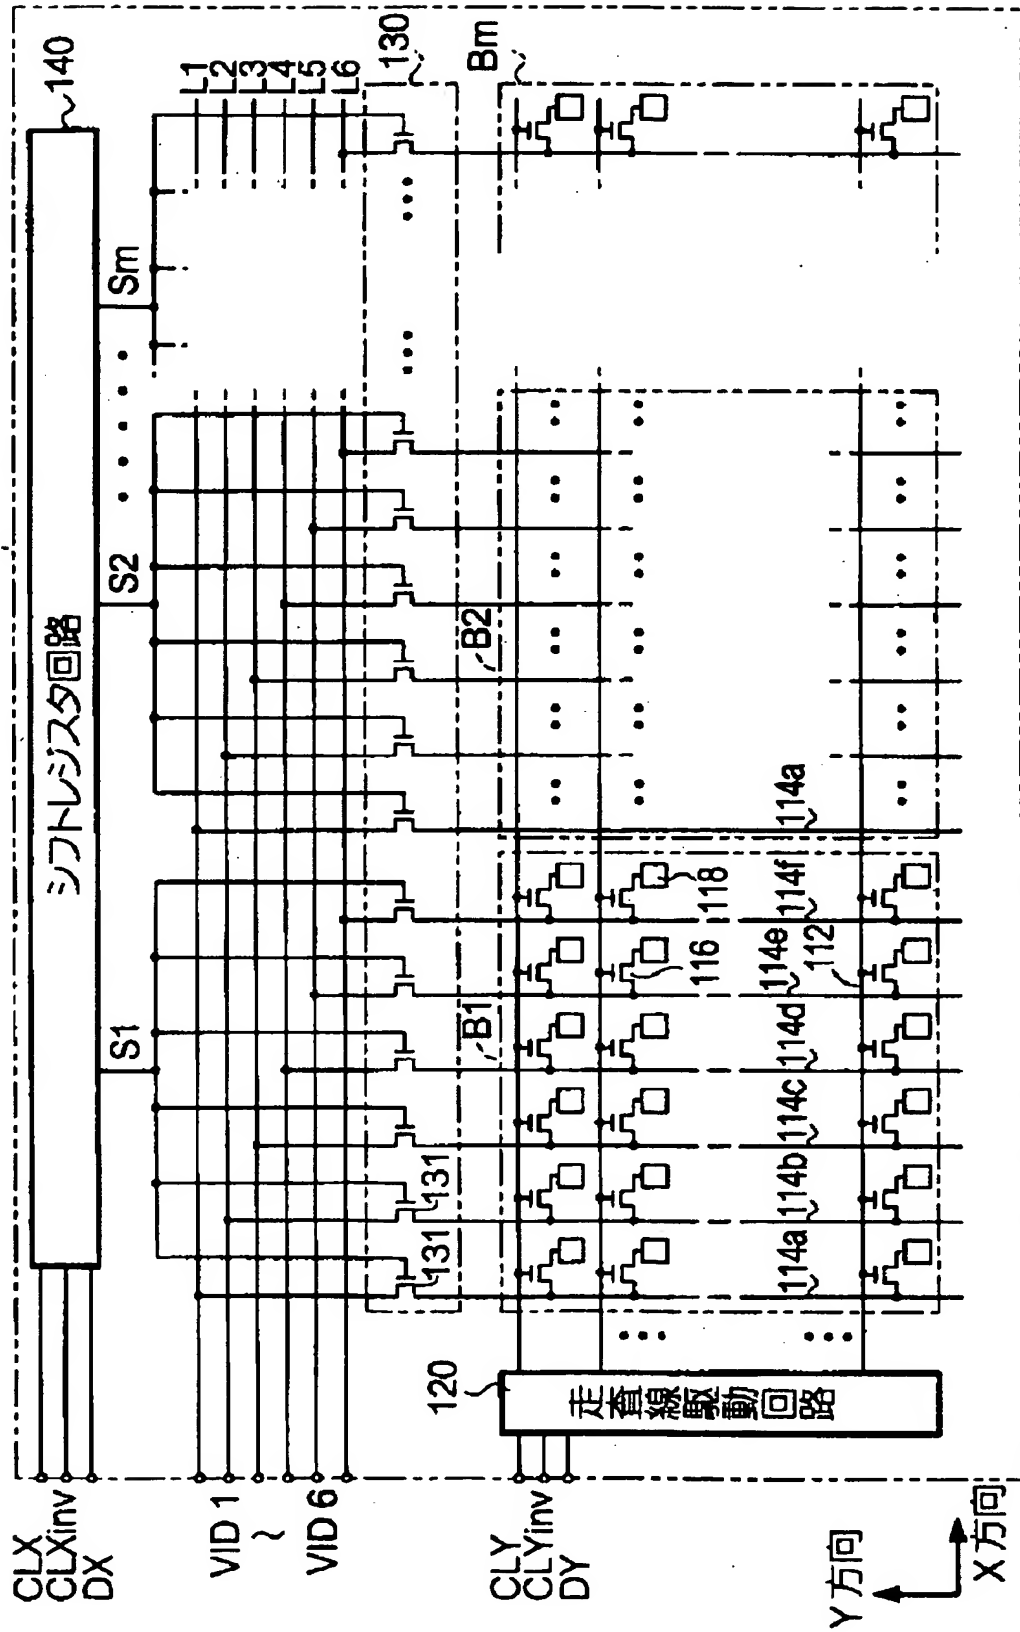 CLX
CLXinv
DX
シフトレジスタ回路
140
S1
S2
Sm
VID 1
~
VID 6
L1
L2
L3
L4
L5
L6
130
131
131
B1
B2
Bm
CLY
CLYinv
DY
120
走査線駆動回路
116
118
114a
114b
114c
114d
114e
112
114f
114a
Y 方向
X 方向